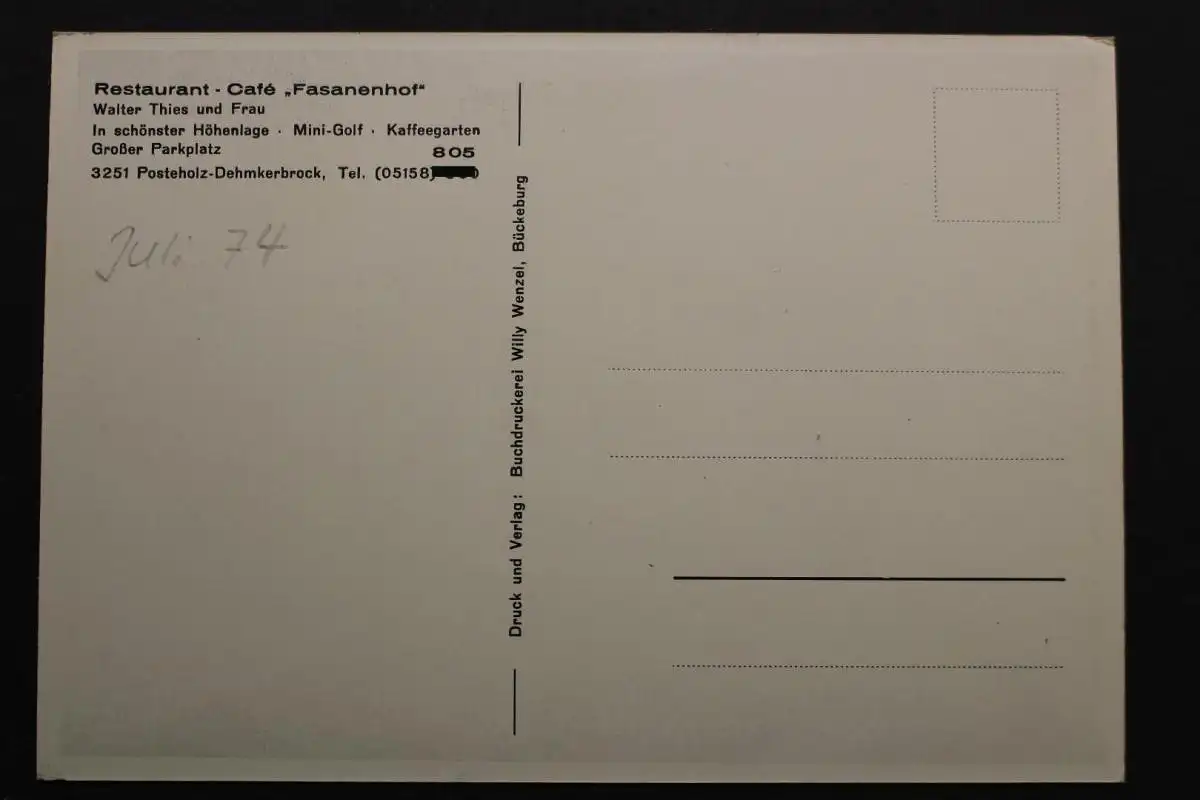 Restaurant - Café „Fasanenhof“
Walter Thies und Frau
In schönster Höhenlage · Mini-Golf · Kaffeegarten
Großer Parkplatz
805
3251 Posteholz-Dehmkerbrock, Tel. (05158)
Juli 74
Druck und Verlag: Buchdruckerei Willy Wenzel, Bückeburg